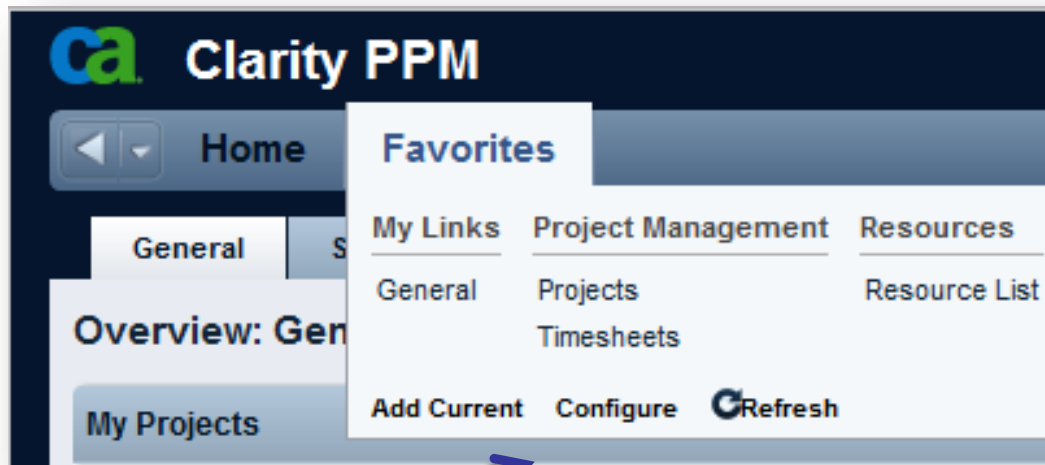 ca Clarity PPM
Home Favorites
General S
My Links Project Management Resources
General Projects Resource List
Timesheets
Overview: Gen
Add Current Configure Refresh
My Projects